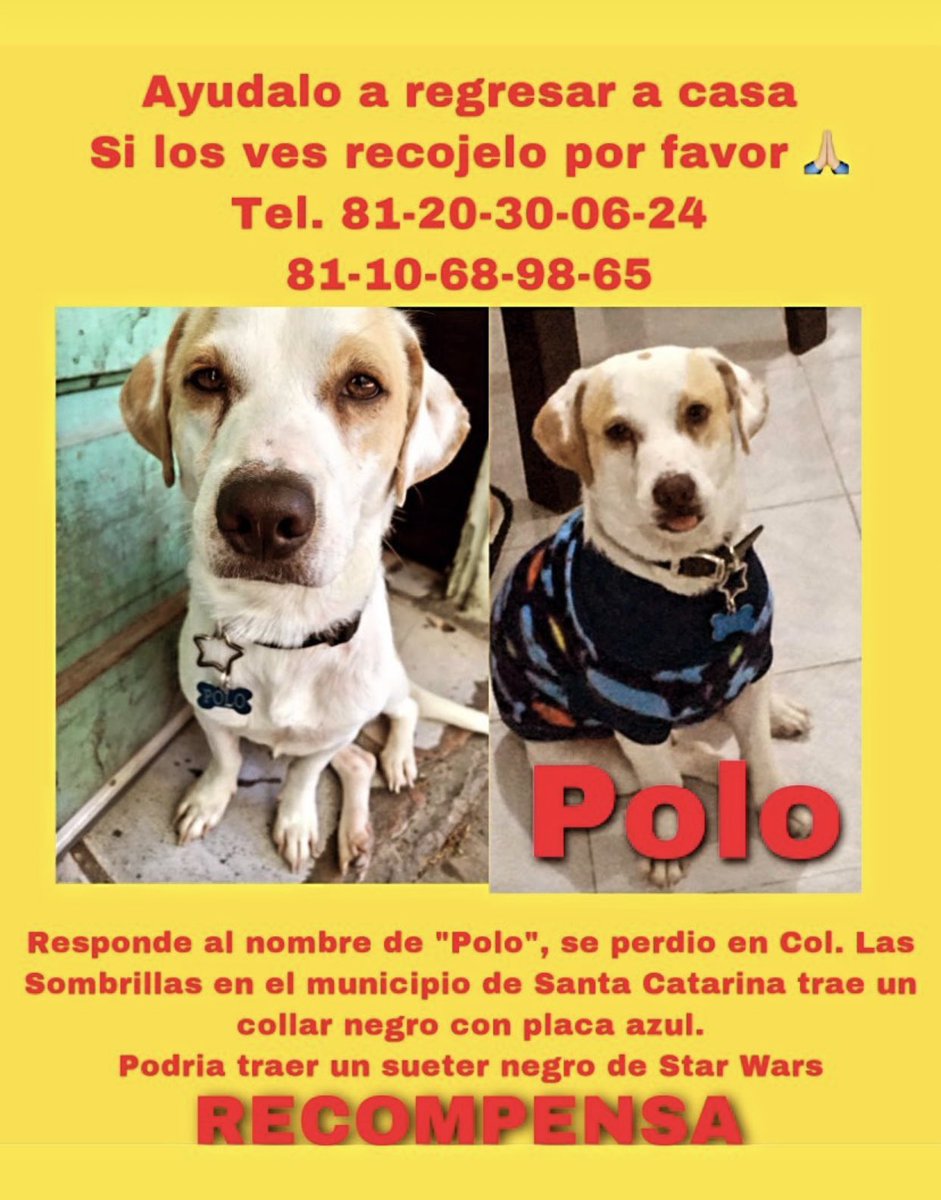 Ayudalo a regresar a casa
Si los ves recojelo por favor 🙏🏼
Tel. 81-20-30-06-24
81-10-68-98-65
POLO
Polo
Responde al nombre de "Polo", se perdio en Col. Las
Sombrillas en el municipio de Santa Catarina trae un
collar negro con placa azul.
Podria traer un sueter negro de Star Wars
RECOMPENSA